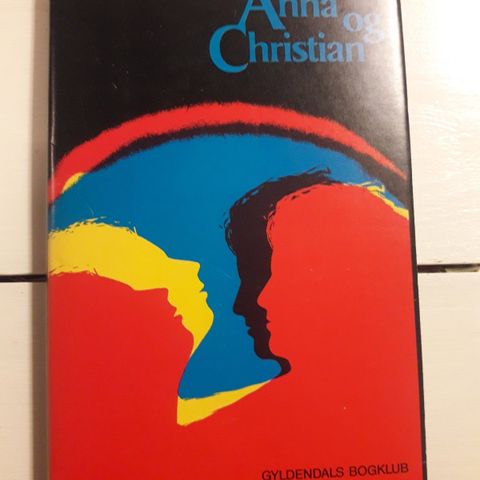 Anna
og
Christian
GYLDENDALS BOGKLUB